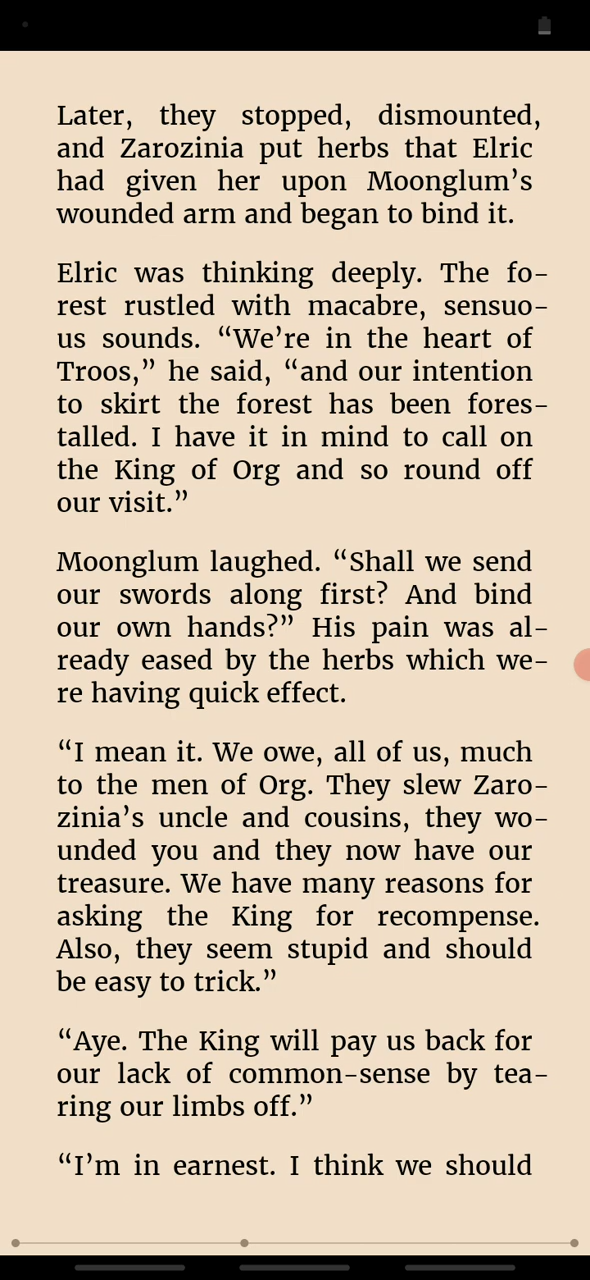 Later, they stopped, dismounted,
and Zarozinia put herbs that Elric
had given her upon Moonglum’s
wounded arm and began to bind it.
Elric was thinking deeply. The fo-
rest rustled with macabre, sensuo-
us sounds. “We’re in the heart of
Troos,” he said, “and our intention
to skirt the forest has been fores-
talled. I have it in mind to call on
the King of Org and so round off
our visit.”
Moonglum laughed. “Shall we send
our swords along first? And bind
our own hands?” His pain was al-
ready eased by the herbs which we-
re having quick effect.
“I mean it. We owe, all of us, much
to the men of Org. They slew Zaro-
zinia’s uncle and cousins, they wo-
unded you and they now have our
treasure. We have many reasons for
asking the King for recompense.
Also, they seem stupid and should
be easy to trick.”
“Aye. The King will pay us back for
our lack of common-sense by tea-
ring our limbs off.”
“I’m in earnest. I think we should